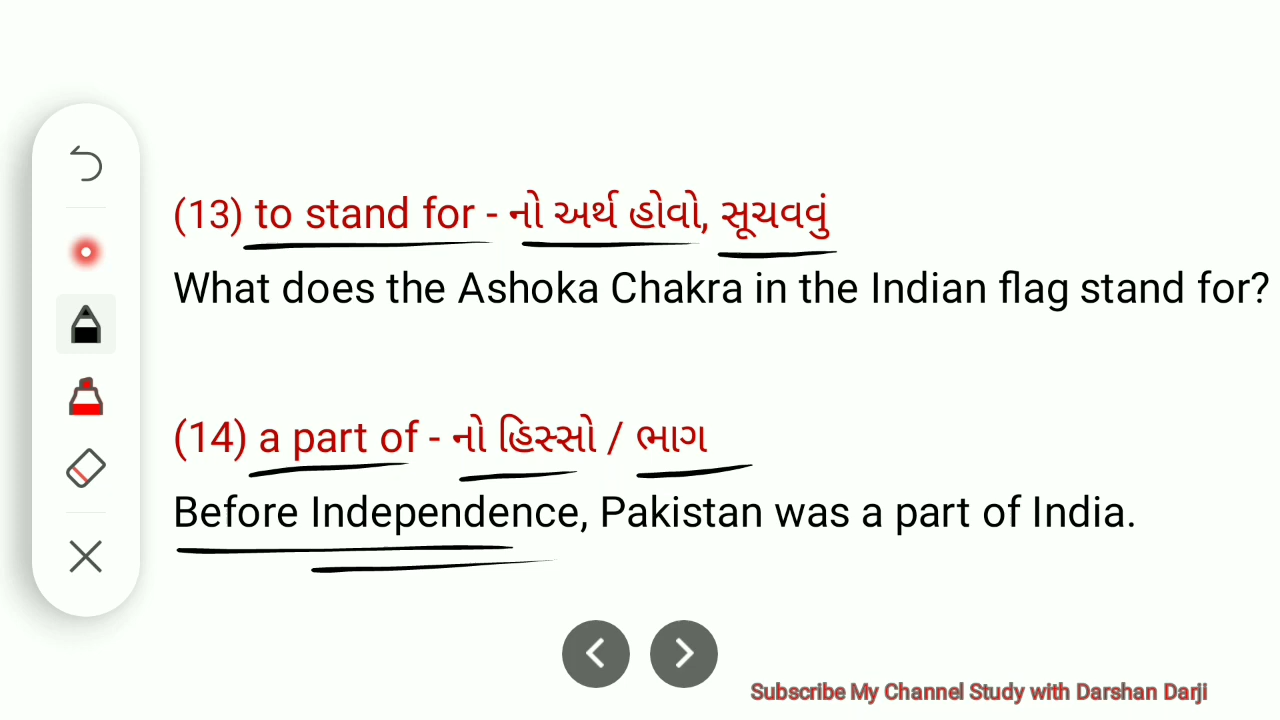 (13) to stand for - નો અર્થ હોવો, સૂચવવું
What does the Ashoka Chakra in the Indian flag stand for?
(14) a part of - નો હિસ્સો / ભાગ
Before Independence, Pakistan was a part of India.
Subscribe My Channel Study with Darshan Darji